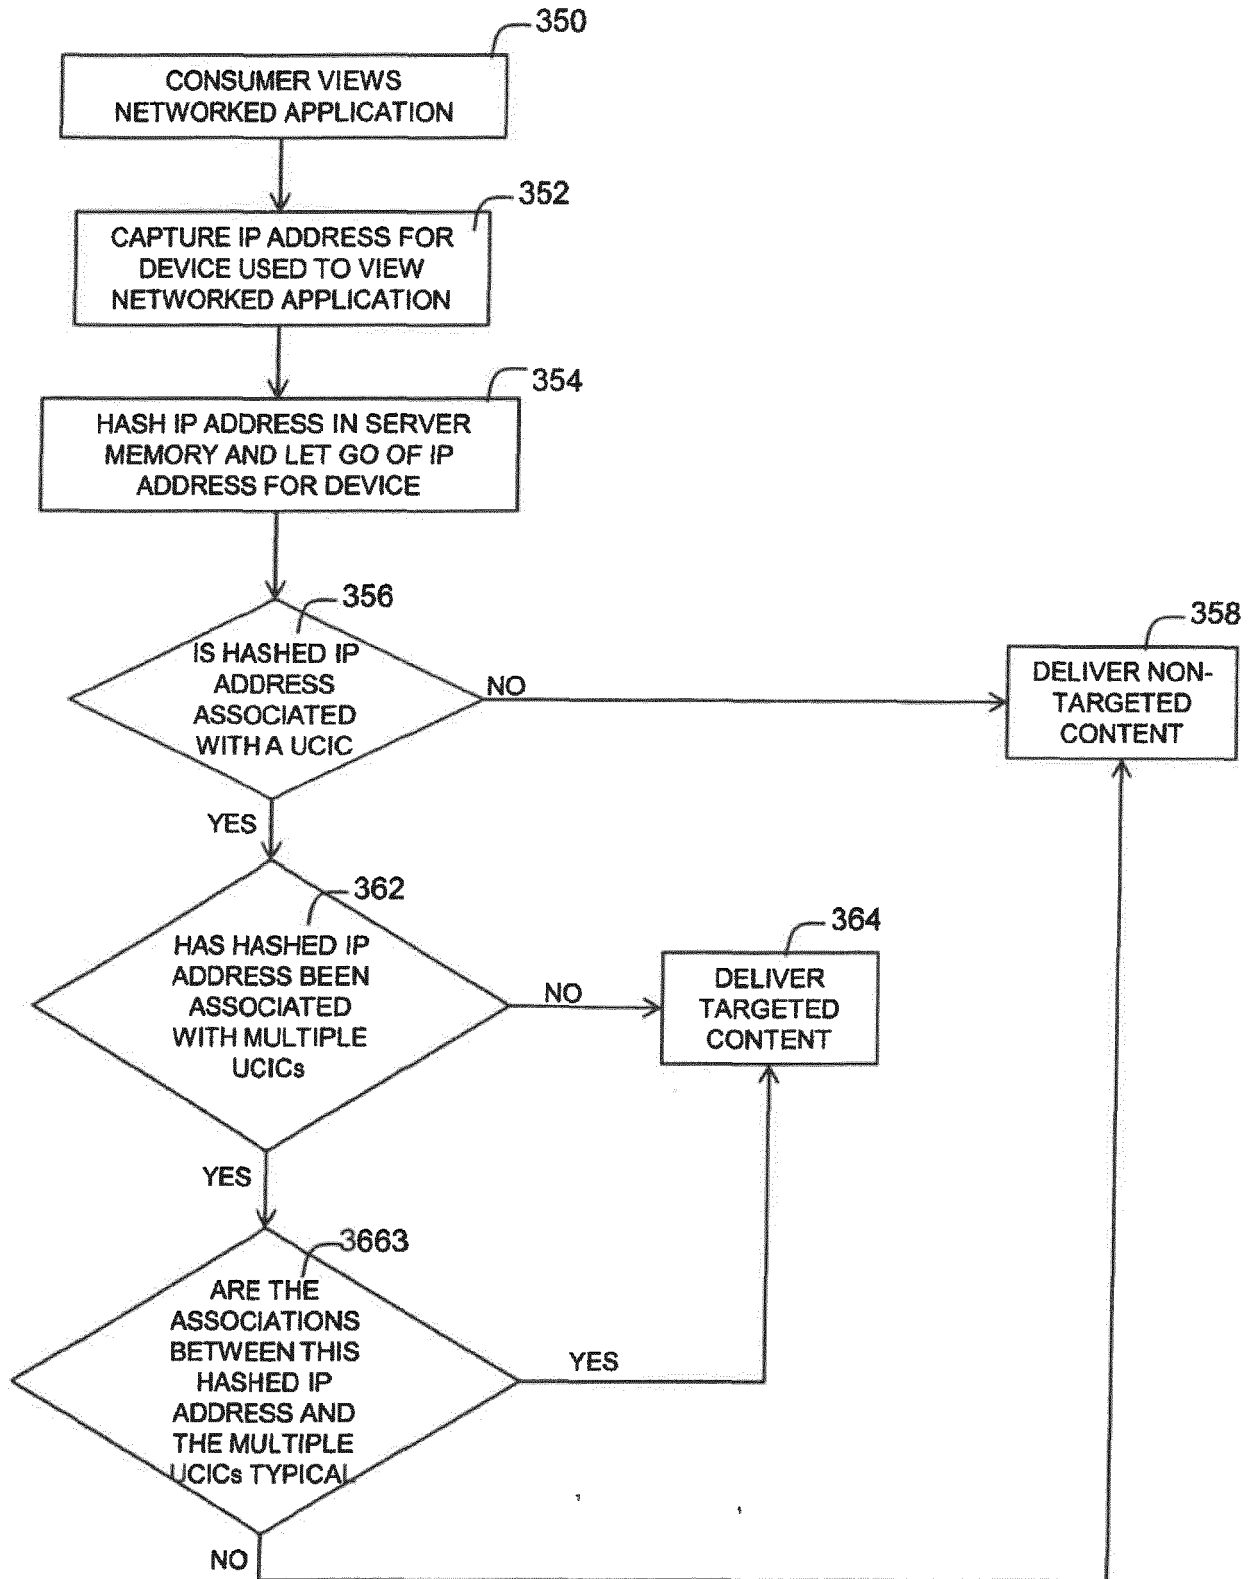 350
CONSUMER VIEWS
NETWORKED APPLICATION
352
CAPTURE IP ADDRESS FOR
DEVICE USED TO VIEW
NETWORKED APPLICATION
354
HASH IP ADDRESS IN SERVER
MEMORY AND LET GO OF IP
ADDRESS FOR DEVICE
356
IS HASHED IP
ADDRESS
ASSOCIATED
WITH A UCIC
NO
358
DELIVER NON-
TARGETED
CONTENT
YES
362
HAS HASHED IP
ADDRESS BEEN
ASSOCIATED
WITH MULTIPLE
UCICs
NO
364
DELIVER
TARGETED
CONTENT
YES
3663
ARE THE
ASSOCIATIONS
BETWEEN THIS
HASHED IP
ADDRESS AND
THE MULTIPLE
UCICs TYPICAL
YES
NO